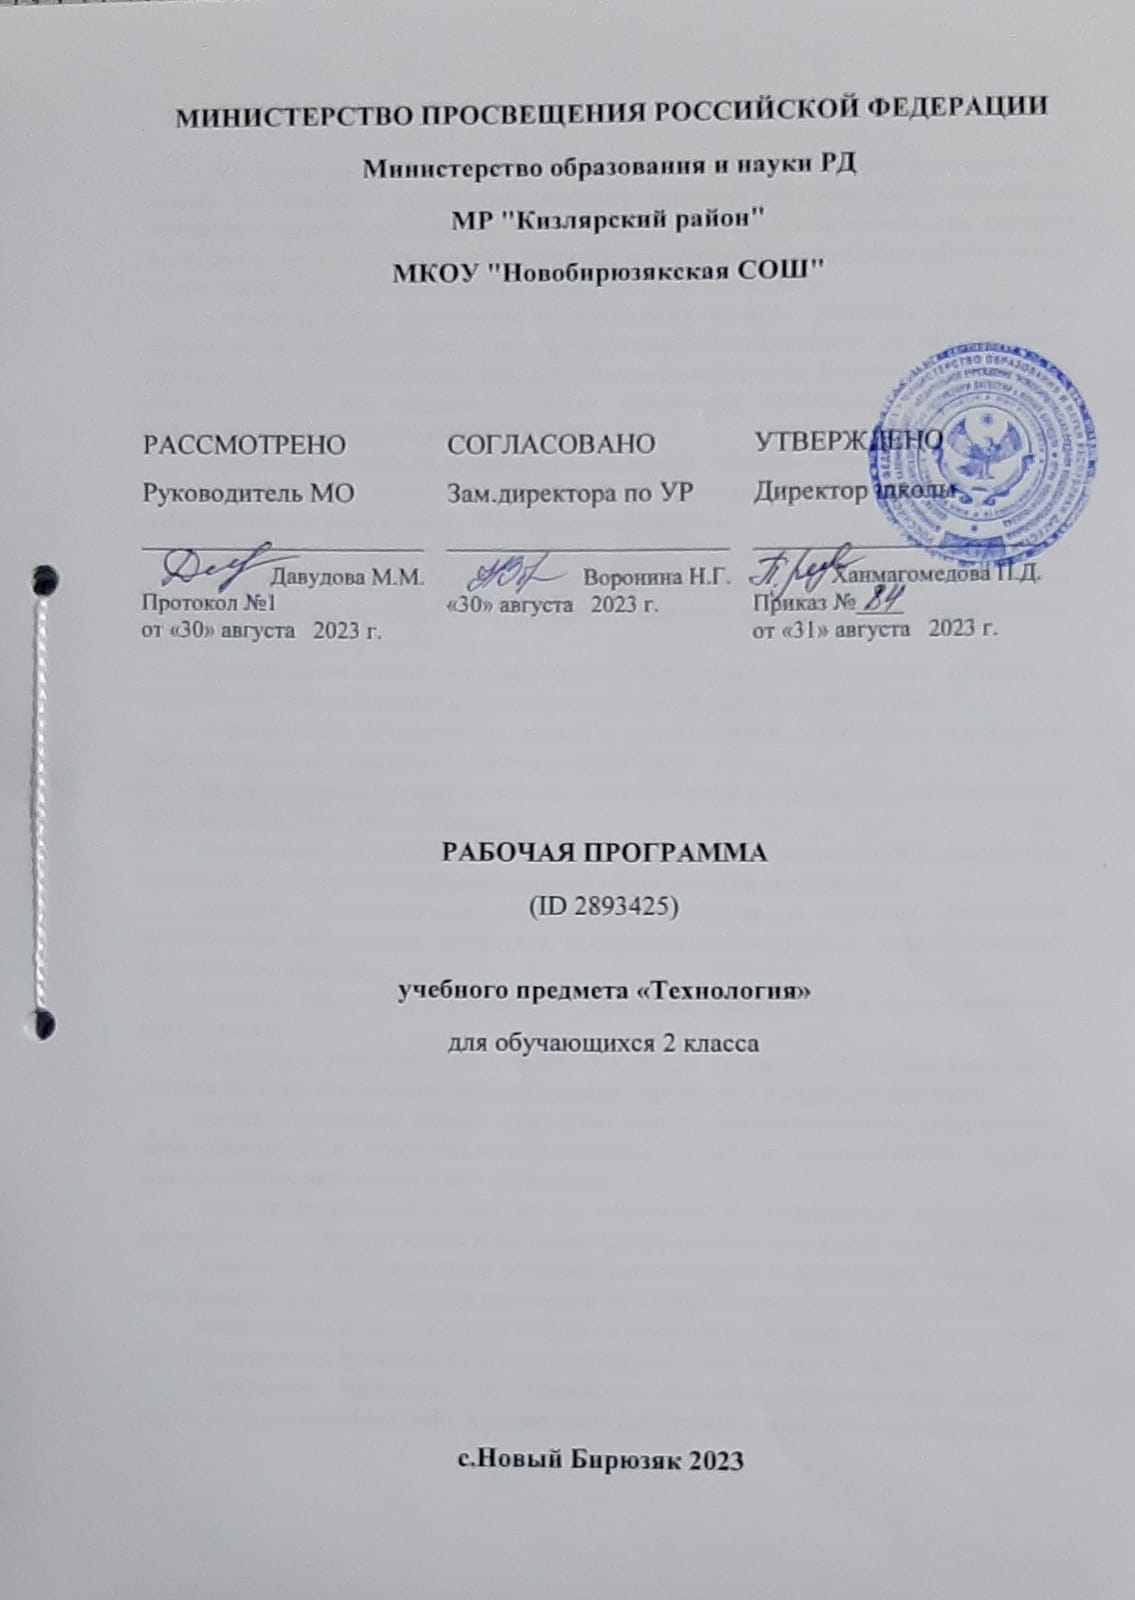 МИНИСТЕРСТВО ПРОСВЕЩЕНИЯ РОССИЙСКОЙ ФЕДЕРАЦИИ
Министерство образования и науки РД
МР "Кизлярский район"
МКОУ "Новобирюзякская СОШ"
РАССМОТРЕНО
Руководитель МО
Давудова М.М.
Протокол №1
от «30» августа 2023 г.
СОГЛАСОВАНО
Зам.директора по УР
Воронина Н.Г.
«30» августа 2023 г.
УТВЕРЖДЕНО
Директор школы
Ханмагомедова П.Д.
Приказ № 84
от «31» августа 2023 г.
РАБОЧАЯ ПРОГРАММА
(ID 2893425)
учебного предмета «Технология»
для обучающихся 2 класса
с.Новый Бирюзяк 2023